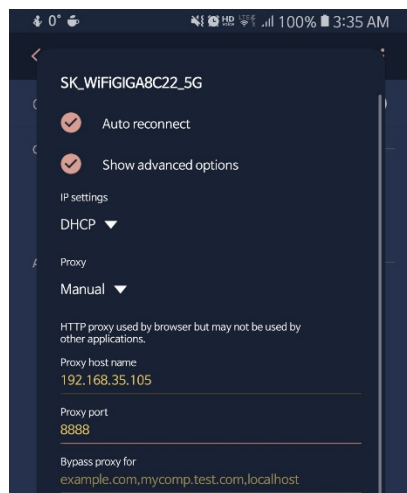 0° HD LTE 100% 3:35 AM
SK_WiFiGIGA8C22_5G
Auto reconnect
Show advanced options
IP settings
DHCP
Proxy
Manual
HTTP proxy used by browser but may not be used by
other applications.
Proxy host name
192.168.35.105
Proxy port
8888
Bypass proxy for
example.com,mycomp.test.com,localhost